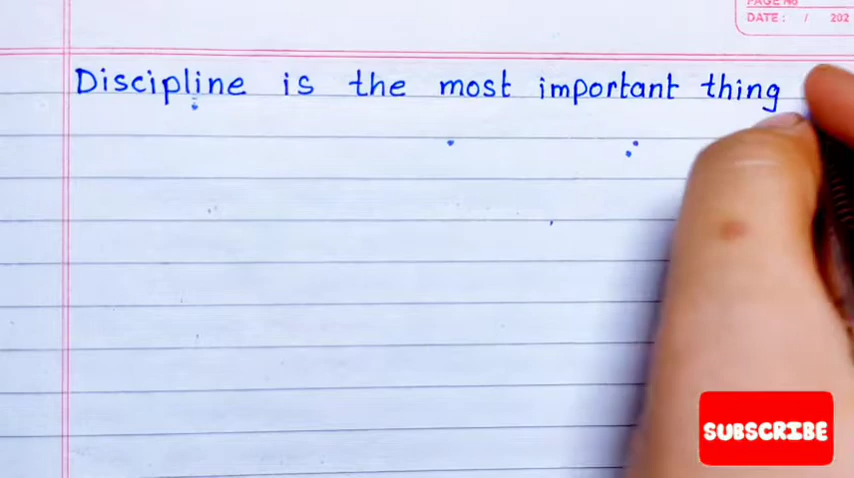 PAGE No
DATE: / 202
Discipline is the most important thing
SUBSCRIBE